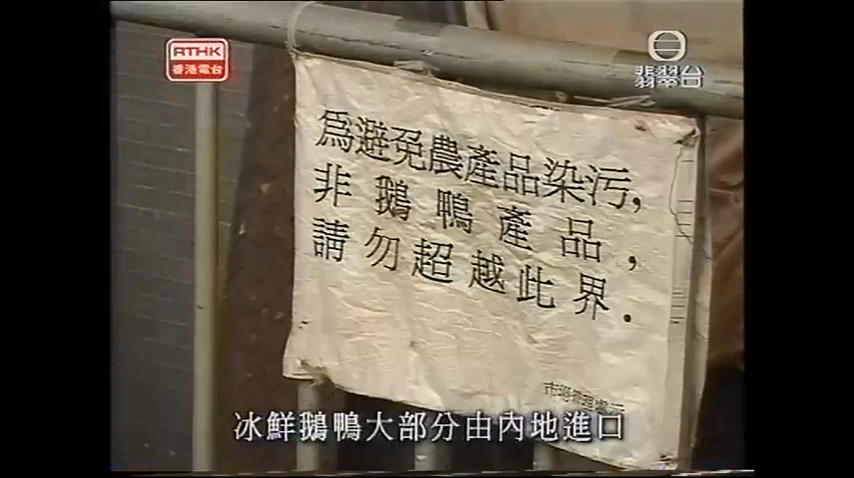 RTHK
香港電台
翡翠台
為避免農產品染污,
非鵝鴨產品,
請勿超越此界.
冰鮮鵝鴨大部分由內地進口